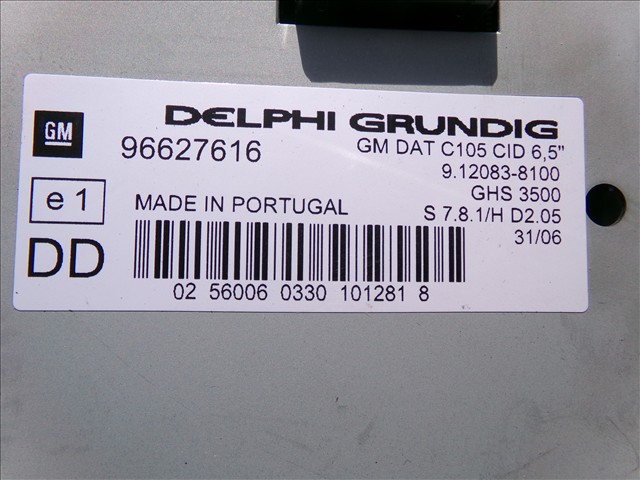 DELPHI GRUNDIG
GM
96627616
GM DAT C105 CID 6,5"
9.12083-8100
e 1
GHS 3500
MADE IN PORTUGAL
S 7.8.1/H D2.05
31/06
DD
02 56006 0330 101281 8